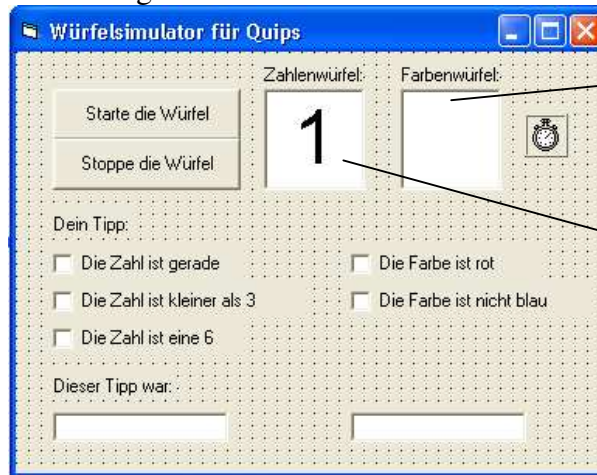 Würfelsimulator für Quips
Zahlenwürfel:
Farbenwürfel:
Starte die Würfel
1
Stoppe die Würfel
Dein Tipp:
Die Zahl ist gerade
Die Farbe ist rot
Die Zahl ist kleiner als 3
Die Farbe ist nicht blau
Die Zahl ist eine 6
Dieser Tipp war: